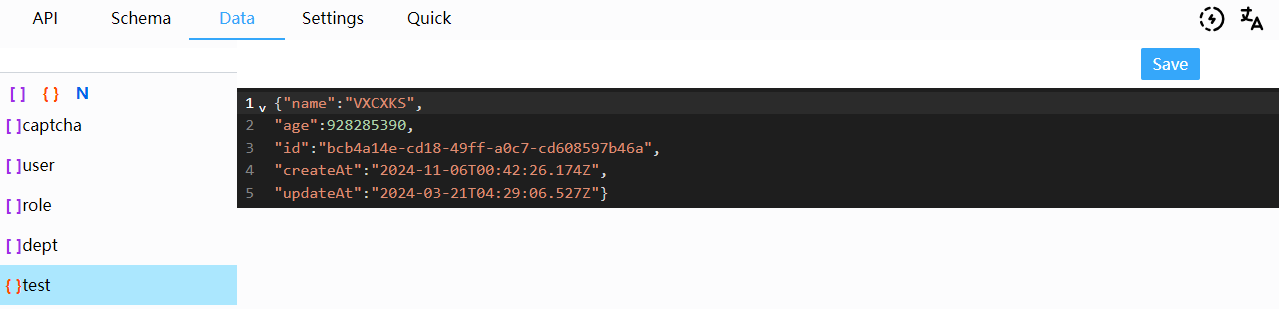 API Schema Data Settings Quick
Save
[ ] { } N
[ ]captcha
[ ]user
[ ]role
[ ]dept
{ }test
1 {"name":"VXCXKS",
2 "age":928285390,
3 "id":"bcb4a14e-cd18-49ff-a0c7-cd608597b46a",
4 "createAt":"2024-11-06T00:42:26.174Z",
5 "updateAt":"2024-03-21T04:29:06.527Z"}